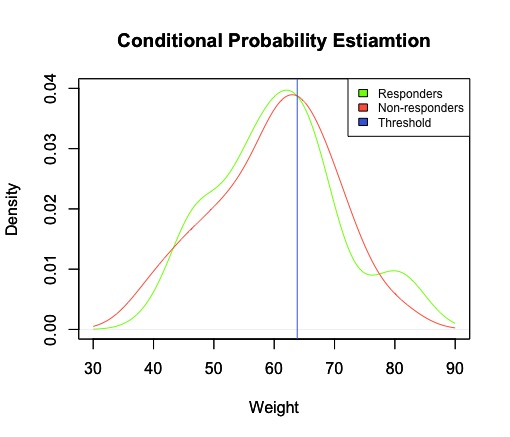 Conditional Probability Estiamtion
Responders
Non-responders
Threshold
0.04
0.03
0.02
0.01
0.00
Density
30 40 50 60 70 80 90
Weight